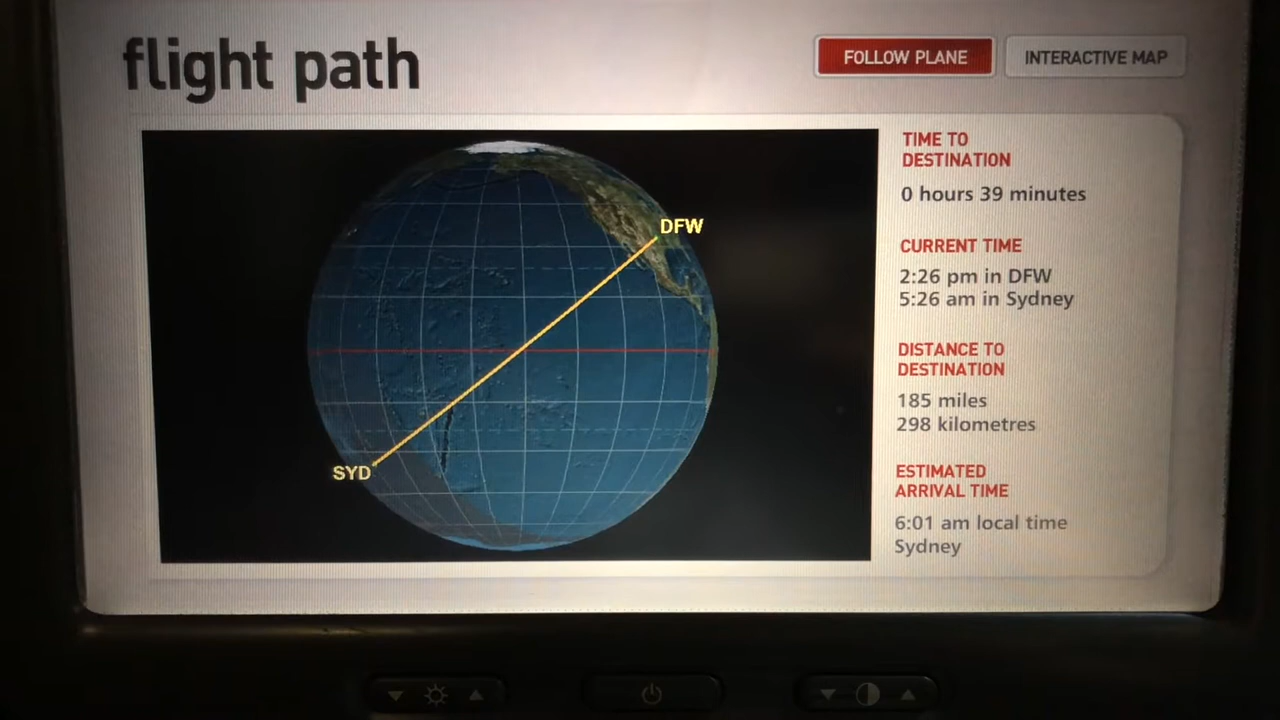 flight path
FOLLOW PLANE
INTERACTIVE MAP
DFW
SYD
TIME TO
DESTINATION
0 hours 39 minutes
CURRENT TIME
2:26 pm in DFW
5:26 am in Sydney
DISTANCE TO
DESTINATION
185 miles
298 kilometres
ESTIMATED
ARRIVAL TIME
6:01 am local time
Sydney